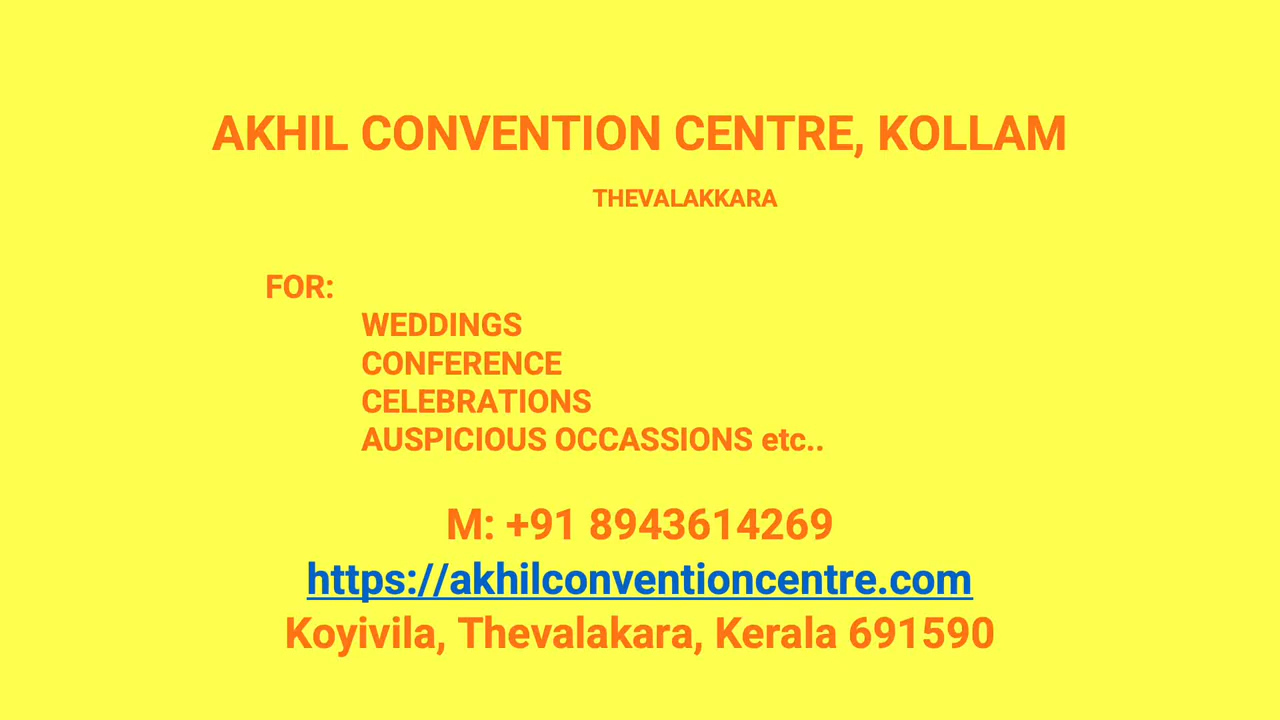 AKHIL CONVENTION CENTRE, KOLLAM
THEVALAKKARA
FOR:
WEDDINGS
CONFERENCE
CELEBRATIONS
AUSPICIOUS OCCASSIONS etc..
M: +91 8943614269
https://akhilconventioncentre.com
Koyivila, Thevalakara, Kerala 691590